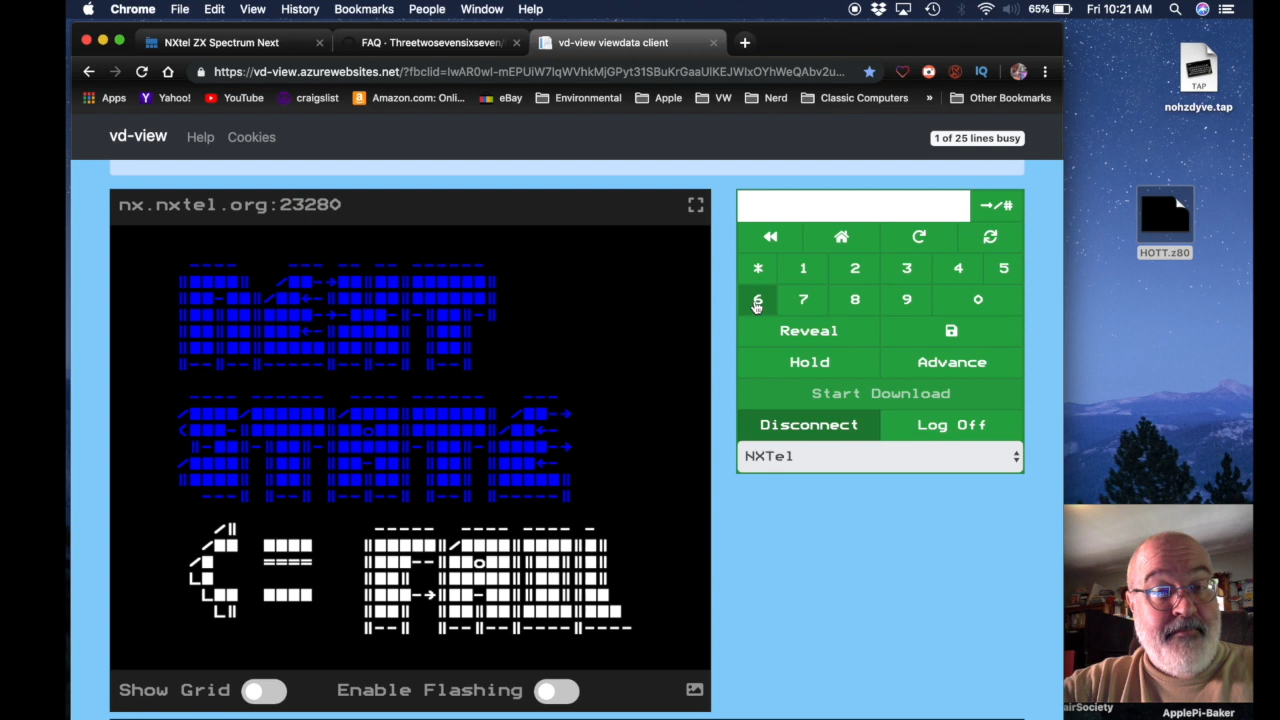 Chrome File Edit View History Bookmarks People Window Help 65% Fri 10:21 AM
NXtel ZX Spectrum Next × FAQ · Threetwosevensixseven/ × vd-view viewdata client × +
https://vd-view.azurewebsites.net/?fbclid=IwAR0wI-mEPUiW7IqWVhkMjGPyt31SBuKrGaaUlKEJWIxOYhWeQAbv2u...
Apps Yahoo! YouTube craigslist Amazon.com: Onli... eBay Environmental Apple VW Nerd Classic Computers » Other Bookmarks
TAP
nohzdyve.tap
vd-view Help Cookies 1 of 25 lines busy
nx.nxtel.org:23280
→/#
* 1 2 3 4 5
6 7 8 9 0
Reveal
Hold Advance
Start Download
Disconnect Log Off
NXTel
HOTT.z80
STATE
C=
Show Grid Enable Flashing
airSociety
ApplePi-Baker